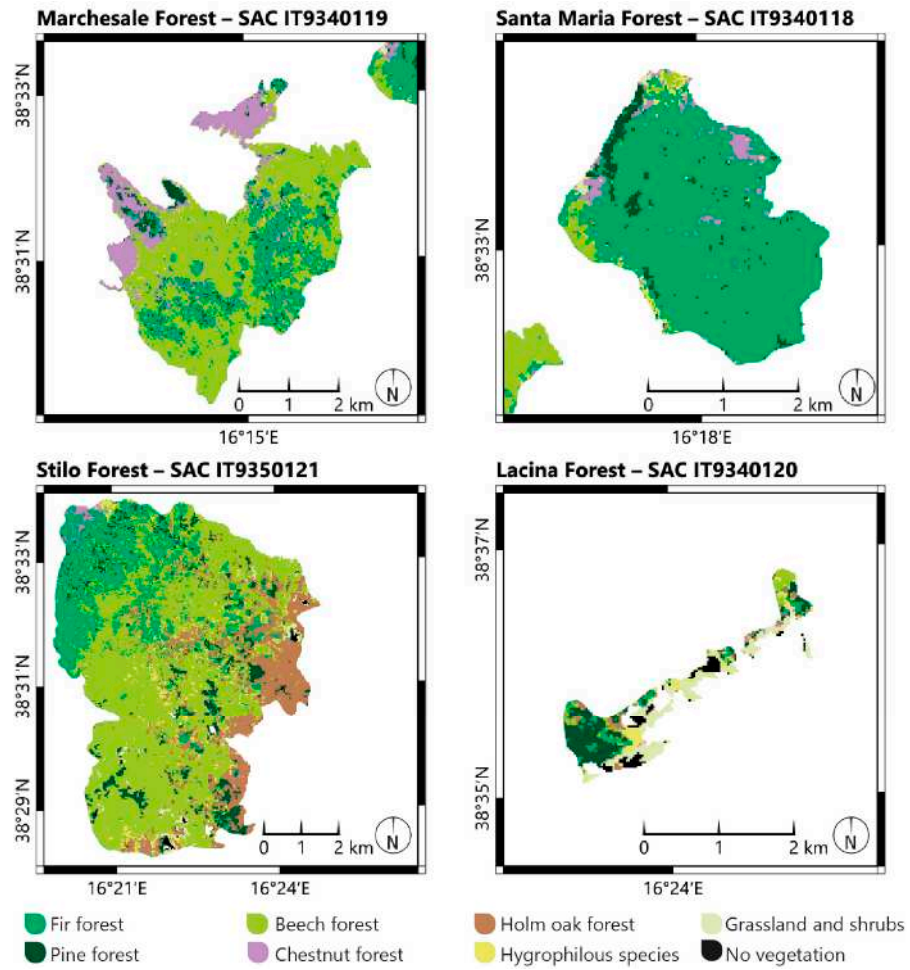 Marchesale Forest – SAC IT9340119
Santa Maria Forest – SAC IT9340118
38°33'N
38°31'N
N
0 1 2 km
16°15'E
38°33'N
N
0 1 2 km
16°18'E
Stilo Forest – SAC IT9350121
Lacina Forest – SAC IT9340120
38°33'N
38°31'N
38°29'N
N
0 1 2 km
16°21'E 16°24'E
38°37'N
38°35'N
N
0 1 2 km
16°24'E
Fir forest Beech forest Holm oak forest Grassland and shrubs
Pine forest Chestnut forest Hygrophilous species No vegetation